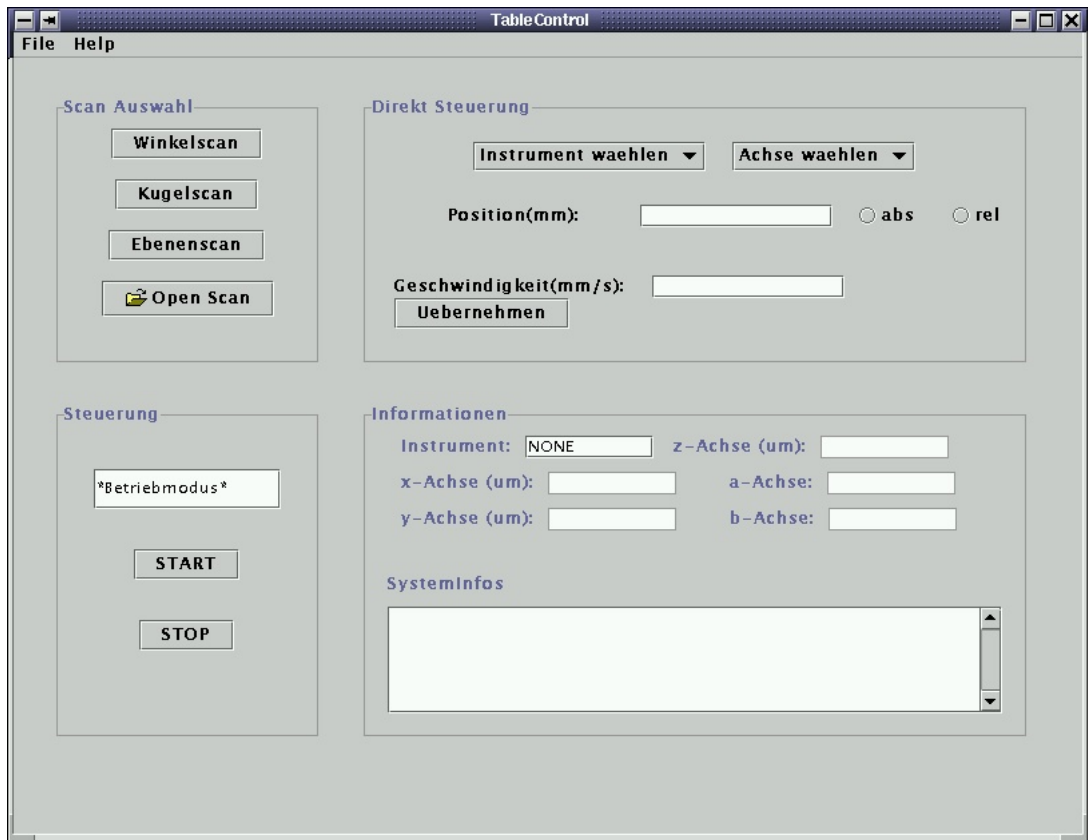 TableControl
File Help
Scan Auswahl
Winkelscan
Kugelscan
Ebenenscan
Open Scan
Direkt Steuerung
Instrument waehlen Achse waehlen
Position(mm): abs rel
Geschwindigkeit(mm/s):
Uebernehmen
Steuerung
*Betriebmodus*
START
STOP
Informationen
Instrument: NONE z-Achse (um):
x-Achse (um): a-Achse:
y-Achse (um): b-Achse:
SystemInfos